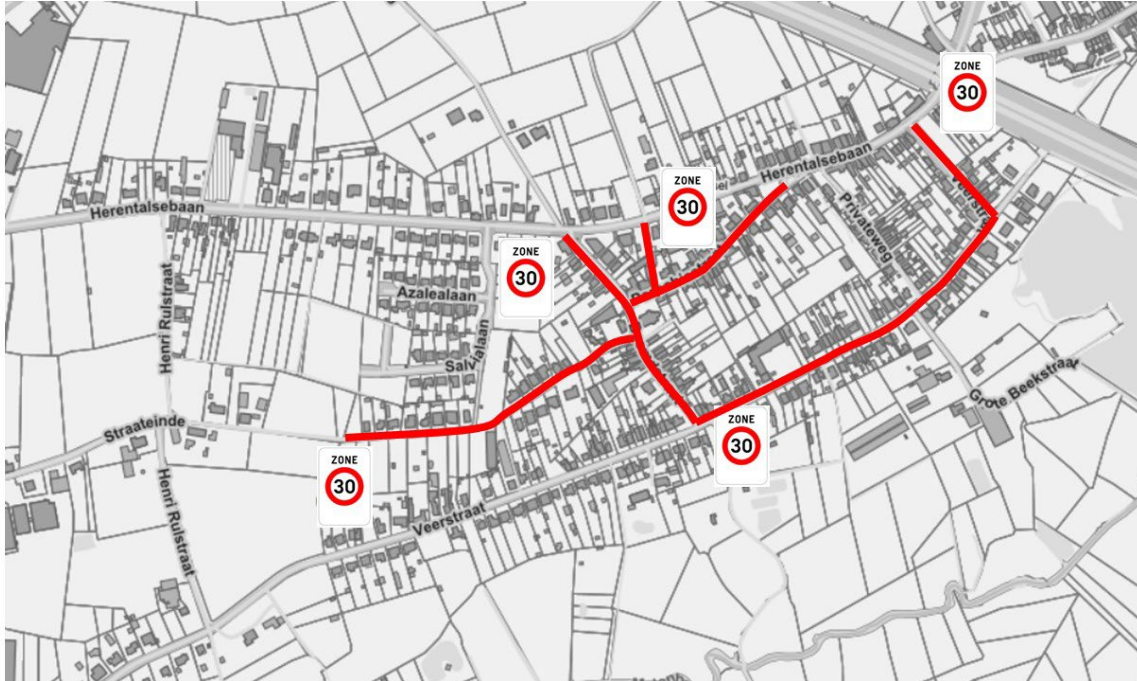 ZONE
30
Herentalsebaan
ZONE
30
Veerstraat
Privateweg
Herentalsebaan
ZONE
30
Azalealaan
Henri Rulstraat
Salvialaan
Grote Beekstraat
Straateinde
ZONE
30
ZONE
30
Henri Rulstraat
Veerstraat